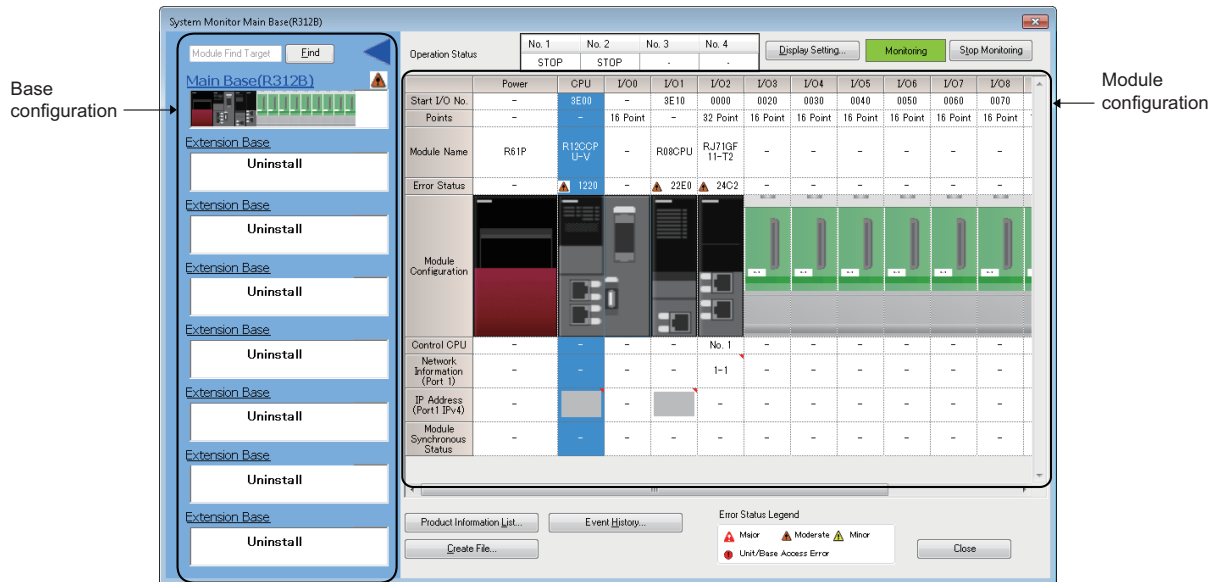 System Monitor Main Base(R312B)
Base
configuration
Module
configuration
Module Find Target
Find
Main Base(R312B)
Extension Base
Uninstall
Extension Base
Uninstall
Extension Base
Uninstall
Extension Base
Uninstall
Extension Base
Uninstall
Extension Base
Uninstall
Extension Base
Uninstall
Operation Status
No. 1 No. 2 No. 3 No. 4
STOP STOP - -
Display Setting...
Monitoring
Stop Monitoring
Power CPU I/O0 I/O1 I/O2 I/O3 I/O4 I/O5 I/O6 I/O7 I/O8
Start I/O No. - 3E00 - 3E10 0000 0020 0030 0040 0050 0060 0070
Points - - 16 Point - 32 Point 16 Point 16 Point 16 Point 16 Point 16 Point 16 Point
Module Name R61P R12CCP
U-V - R08CPU RJ71GF
11-T2 - - - - - -
Error Status - 1220 - 22E0 24C2 - - - - - -
Module
Configuration
Control CPU - - - - No. 1 - - - - - -
Network
Information
(Port 1) - - - - 1-1 - - - - - -
IP Address
(Port1 IPv4) - - - - - - - - -
Module
Synchronous
Status - - - - - - - - - - -
Product Information List...
Event History...
Create File...
Error Status Legend
Major Moderate Minor
Unit/Base Access Error
Close